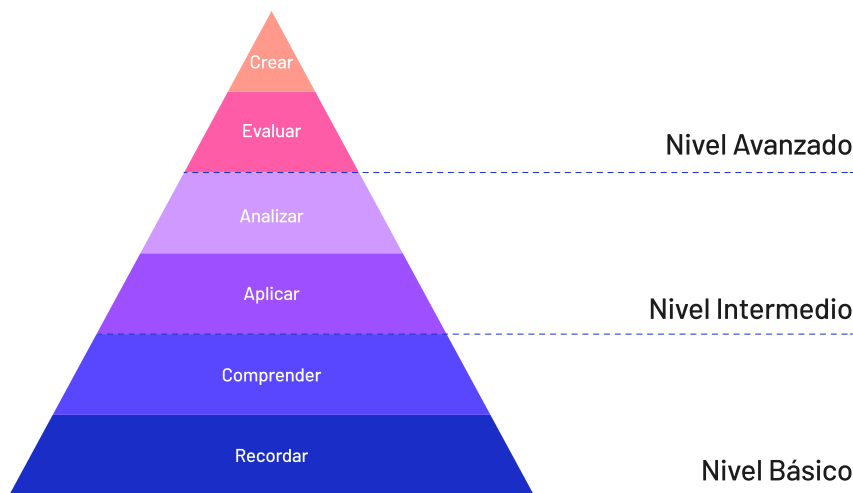 Crear
Evaluar
Nivel Avanzado
Analizar
Aplicar
Nivel Intermedio
Comprender
Recordar
Nivel Básico